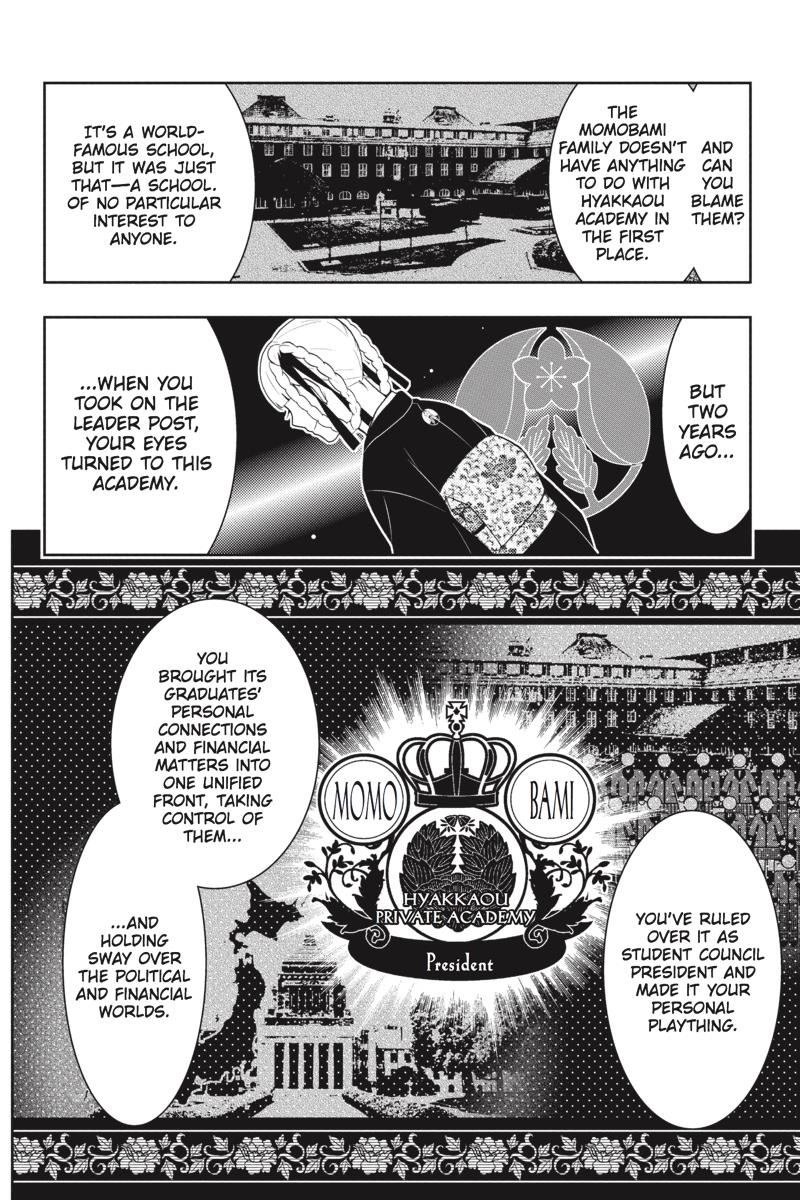 AND
CAN
YOU
BLAME
THEM?
THE
MOMOBAMI
FAMILY DOESN'T
HAVE ANYTHING
TO DO WITH
HYAKKAOU
ACADEMY IN
THE FIRST
PLACE.
IT'S A WORLD-
FAMOUS SCHOOL,
BUT IT WAS JUST
THAT—A SCHOOL.
OF NO PARTICULAR
INTEREST TO
ANYONE.
BUT
TWO
YEARS
AGO...
...WHEN YOU
TOOK ON THE
LEADER POST,
YOUR EYES
TURNED TO THIS
ACADEMY.
YOU'VE RULED
OVER IT AS
STUDENT COUNCIL
PRESIDENT AND
MADE IT YOUR
PERSONAL
PLAYTHING.
MOMO
BAMI
HYAKKAOU
PRIVATE ACADEMY
President
YOU
BROUGHT ITS
GRADUATES'
PERSONAL
CONNECTIONS
AND FINANCIAL
MATTERS INTO
ONE UNIFIED
FRONT, TAKING
CONTROL OF
THEM...
...AND
HOLDING
SWAY OVER
THE POLITICAL
AND FINANCIAL
WORLDS.